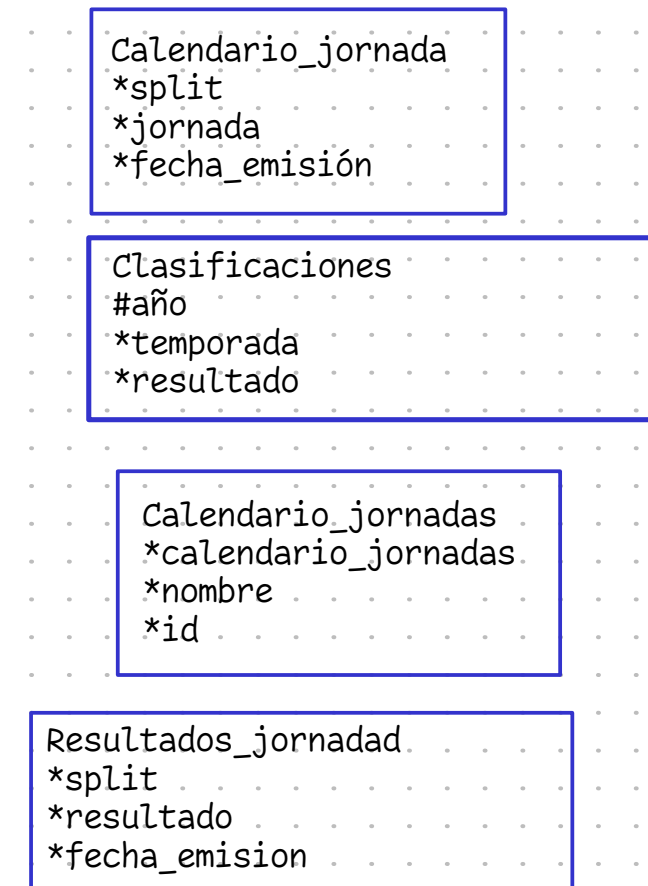 Calendario_jornada
*split
*jornada
*fecha_emisión
Clasificaciones
#año
*temporada
*resultado
Calendario_jornadas
*calendario_jornadas
*nombre
*id
Resultados_jornadad
*split
*resultado
*fecha_emision